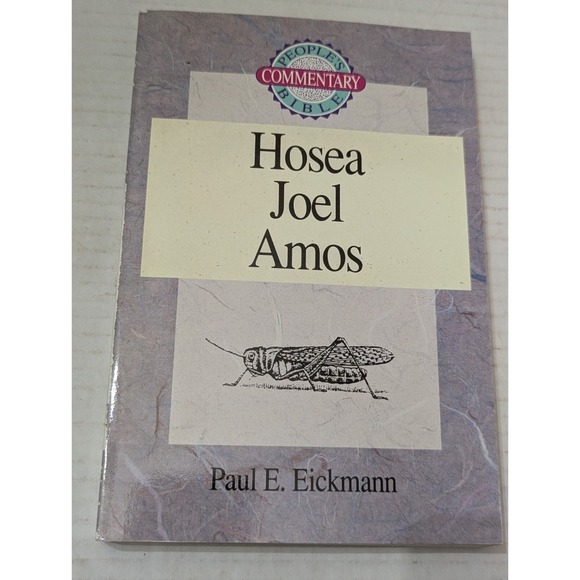 PEOPLE'S
COMMENTARY
BIBLE
Hosea
Joel
Amos
Paul E. Eickmann